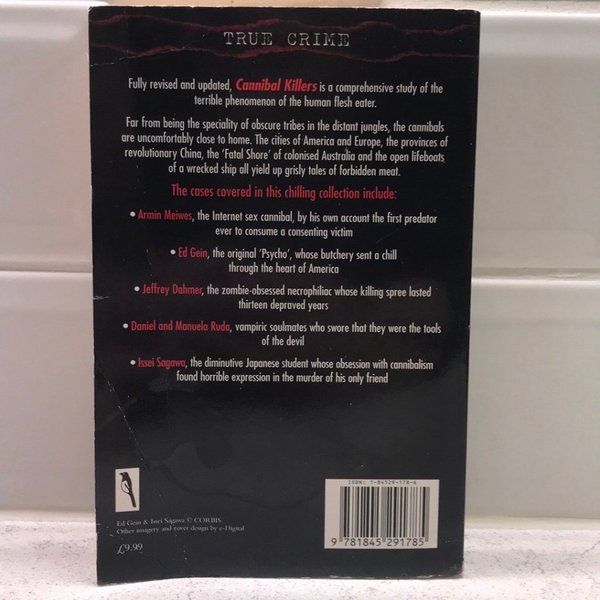 TRUE CRIME
Fully revised and updated, Cannibal Killers is a comprehensive study of the
terrible phenomenon of the human flesh eater.
Far from being the speciality of obscure tribes in the distant jungles, the cannibals
are uncomfortably close to home. The cities of America and Europe, the provinces of
revolutionary China, the 'Fatal Shore' of colonised Australia and the open lifeboats
of a wrecked ship all yield up grisly tales of forbidden meat.
The cases covered in this chilling collection include:
• Armin Meiwes, the Internet sex cannibal, by his own account the first predator
ever to consume a consenting victim
• Ed Gein, the original 'Psycho', whose butchery sent a chill
through the heart of America
• Jeffrey Dahmer, the zombie-obsessed necrophiliac whose killing spree lasted
thirteen depraved years
• Daniel and Manuela Ruda, vampiric soulmates who swore that they were the tools
of the devil
• Issei Sagawa, the diminutive Japanese student whose obsession with cannibalism
found horrible expression in the murder of his only friend
Ed Gein & Issei Sagawa © CORBIS
Other imagery and cover design by e-Digital
£9.99
ISBN: 1-84529-178-6
9 781845 291785